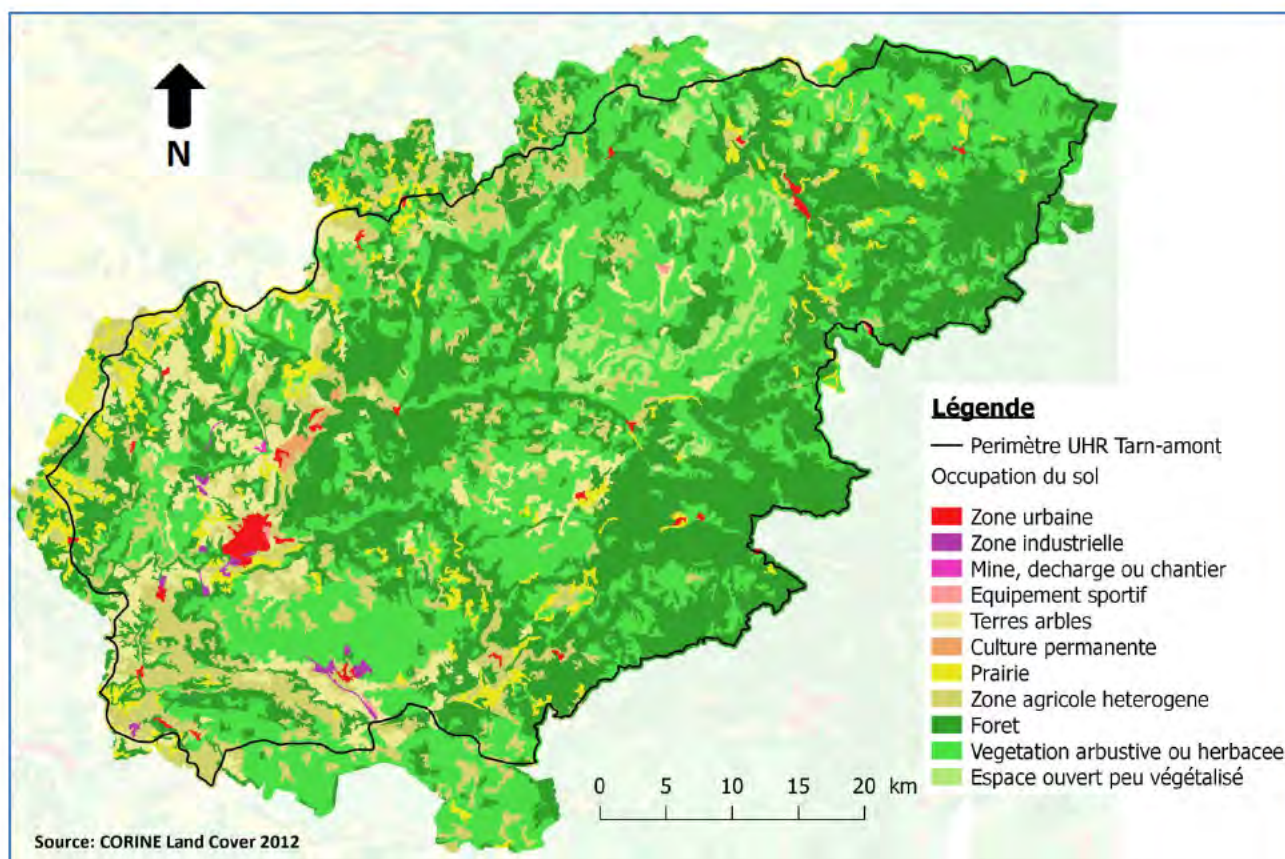 N
Légende
Perimètre UHR Tarn-amont
Occupation du sol
Zone urbaine
Zone industrielle
Mine, decharge ou chantier
Equipement sportif
Terres arbles
Culture permanente
Prairie
Zone agricole heterogene
Foret
Vegetation arbustive ou herbacee
Espace ouvert peu végétalisé
0 5 10 15 20 km
Source: CORINE Land Cover 2012